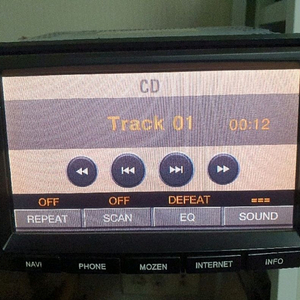 CD
Track 01 00:12
OFF OFF DEFEAT ===
REPEAT SCAN EQ SOUND
NAVI PHONE MOZEN INTERNET INFO